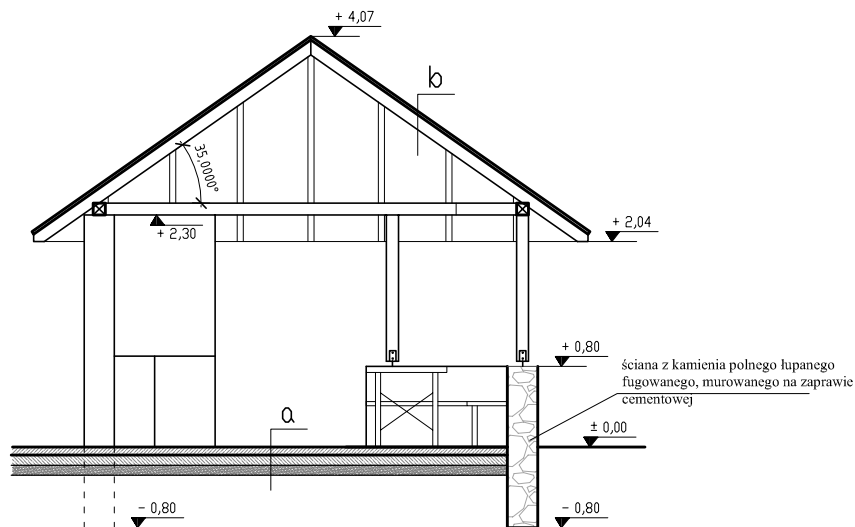 + 4,07
b
35,0000°
+ 2,30
+ 2,04
+ 0,80
ściana z kamienia polnego łupanego
fugowanego, murowanego na zaprawie
cementowej
a
± 0,00
- 0,80
- 0,80